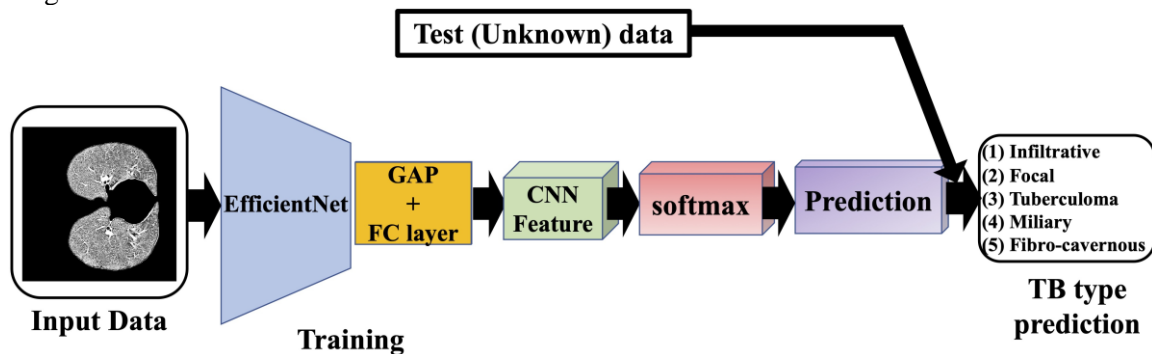 Test (Unknown) data
EfficientNet
GAP
+
FC layer
CNN
Feature
softmax
Prediction
(1) Infiltrative
(2) Focal
(3) Tuberculoma
(4) Miliary
(5) Fibro-cavernous
Input Data
Training
TB type
prediction